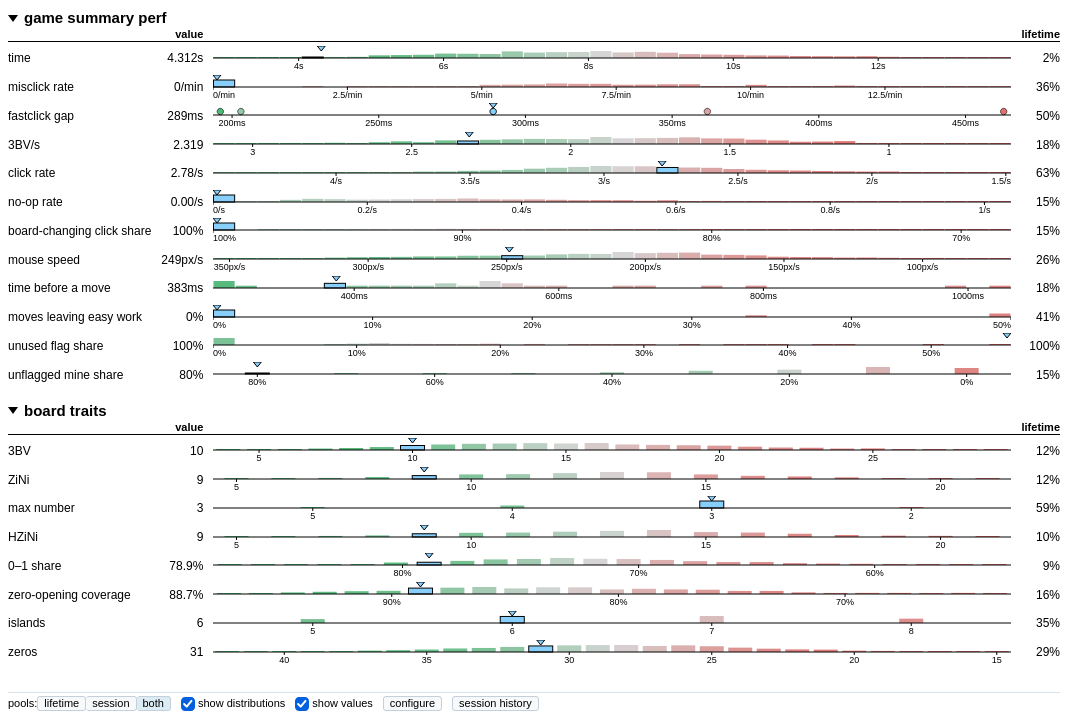 ▼ game summary perf
value lifetime
time 4.312s 2%
4s 6s 8s 10s 12s
misclick rate 0/min 36%
0/min 2.5/min 5/min 7.5/min 10/min 12.5/min
fastclick gap 289ms 50%
200ms 250ms 300ms 350ms 400ms 450ms
3BV/s 2.319 18%
3 2.5 2 1.5 1
click rate 2.78/s 63%
4/s 3.5/s 3/s 2.5/s 2/s 1.5/s
no-op rate 0.00/s 15%
0/s 0.2/s 0.4/s 0.6/s 0.8/s 1/s
board-changing click share 100% 15%
100% 90% 80% 70%
mouse speed 249px/s 26%
350px/s 300px/s 250px/s 200px/s 150px/s 100px/s
time before a move 383ms 18%
400ms 600ms 800ms 1000ms
moves leaving easy work 0% 41%
0% 10% 20% 30% 40% 50%
unused flag share 100% 100%
0% 10% 20% 30% 40% 50%
unflagged mine share 80% 15%
80% 60% 40% 20% 0%
▼ board traits
value lifetime
3BV 10 12%
5 10 15 20 25
ZiNi 9 12%
5 10 15 20
max number 3 59%
5 4 3 2
HZiNi 9 10%
5 10 15 20
0–1 share 78.9% 9%
80% 70% 60%
zero-opening coverage 88.7% 16%
90% 80% 70%
islands 6 35%
5 6 7 8
zeros 31 29%
40 35 30 25 20 15
pools: lifetime session both show distributions show values configure session history